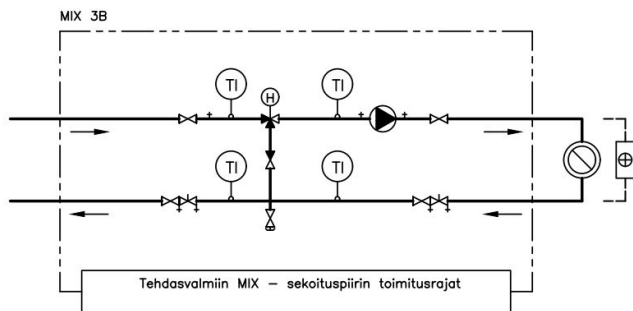 MIX 3B
TI
TI
H
TI
TI
Tehdasvalmiin MIX – sekoituspiirin toimitusrajat